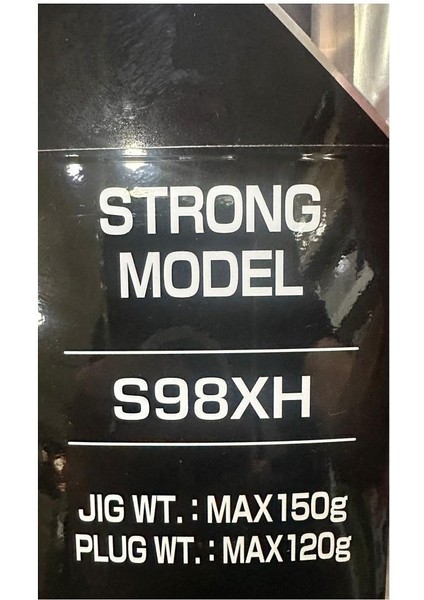 STRONG
MODEL
S98XH
JIG WT. : MAX150g
PLUG WT. : MAX120g